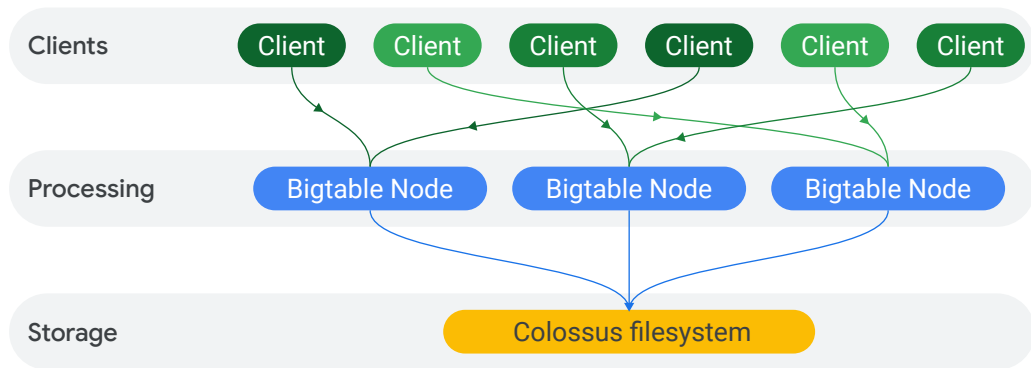 Clients
Client Client Client Client Client Client
Processing
Bigtable Node Bigtable Node Bigtable Node
Storage
Colossus filesystem